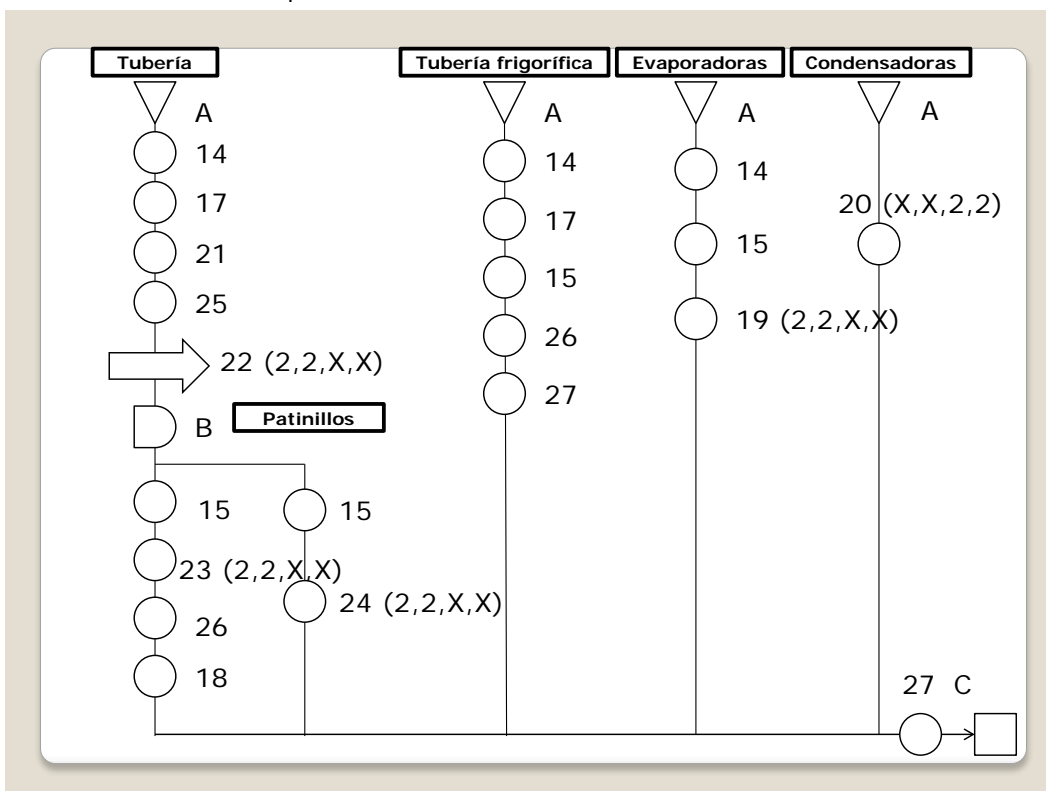 Tubería
Tubería frigorífica
Evaporadoras
Condensadoras
A
14
17
21
25
22 (2,2,X,X)
B
Patinillos
15
23 (2,2,X,X)
26
18
15
24 (2,2,X,X)
A
14
17
15
26
27
A
14
15
19 (2,2,X,X)
A
20 (X,X,2,2)
27 C